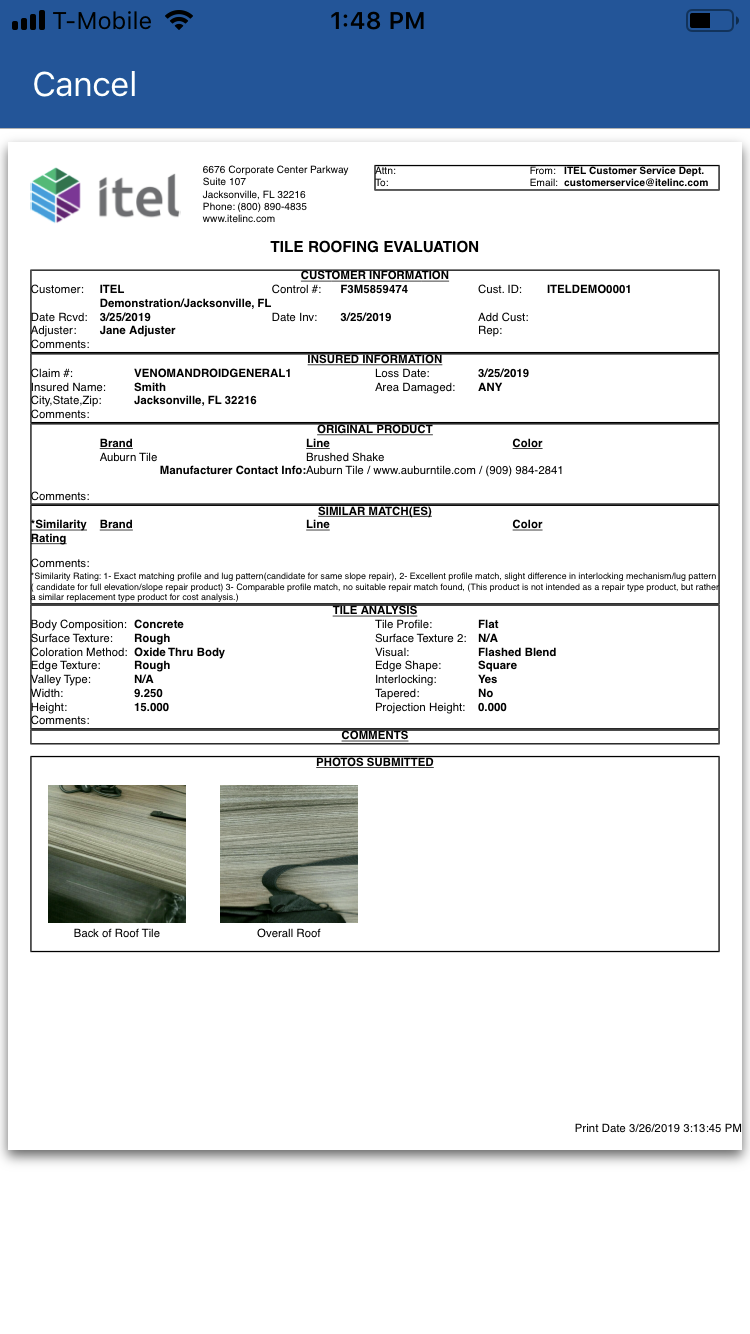 T-Mobile 1:48 PM
Cancel
itel
6676 Corporate Center Parkway
Suite 107
Jacksonville, FL 32216
Phone: (800) 890-4835
www.itelinc.com
Attn: From: ITEL Customer Service Dept.
To: Email: customerservice@itelinc.com
TILE ROOFING EVALUATION
CUSTOMER INFORMATION
Customer: ITEL Control #: F3M5859474 Cust. ID: ITELDEMO0001
Demonstration/Jacksonville, FL
Date Rcvd: 3/25/2019 Date Inv: 3/25/2019 Add Cust:
Adjuster: Jane Adjuster Rep:
Comments:
INSURED INFORMATION
Claim #: VENOMANDROIDGENERAL1 Loss Date: 3/25/2019
Insured Name: Smith Area Damaged: ANY
City,State,Zip: Jacksonville, FL 32216
Comments:
ORIGINAL PRODUCT
Brand Line Color
Auburn Tile Brushed Shake
Manufacturer Contact Info:Auburn Tile / www.auburntile.com / (909) 984-2841
Comments:
SIMILAR MATCH(ES)
*Similarity Brand Line Color
Rating
Comments:
*Similarity Rating: 1- Exact matching profile and lug pattern(candidate for same slope repair), 2- Excellent profile match, slight difference in interlocking mechanism/lug pattern
( candidate for full elevation/slope repair product) 3- Comparable profile match, no suitable repair match found, (This product is not intended as a repair type product, but rather
a similar replacement type product for cost analysis.)
TILE ANALYSIS
Body Composition: Concrete Tile Profile: Flat
Surface Texture: Rough Surface Texture 2: N/A
Coloration Method: Oxide Thru Body Visual: Flashed Blend
Edge Texture: Rough Edge Shape: Square
Valley Type: N/A Interlocking: Yes
Width: 9.250 Tapered: No
Height: 15.000 Projection Height: 0.000
Comments:
COMMENTS
PHOTOS SUBMITTED
Back of Roof Tile Overall Roof
Print Date 3/26/2019 3:13:45 PM